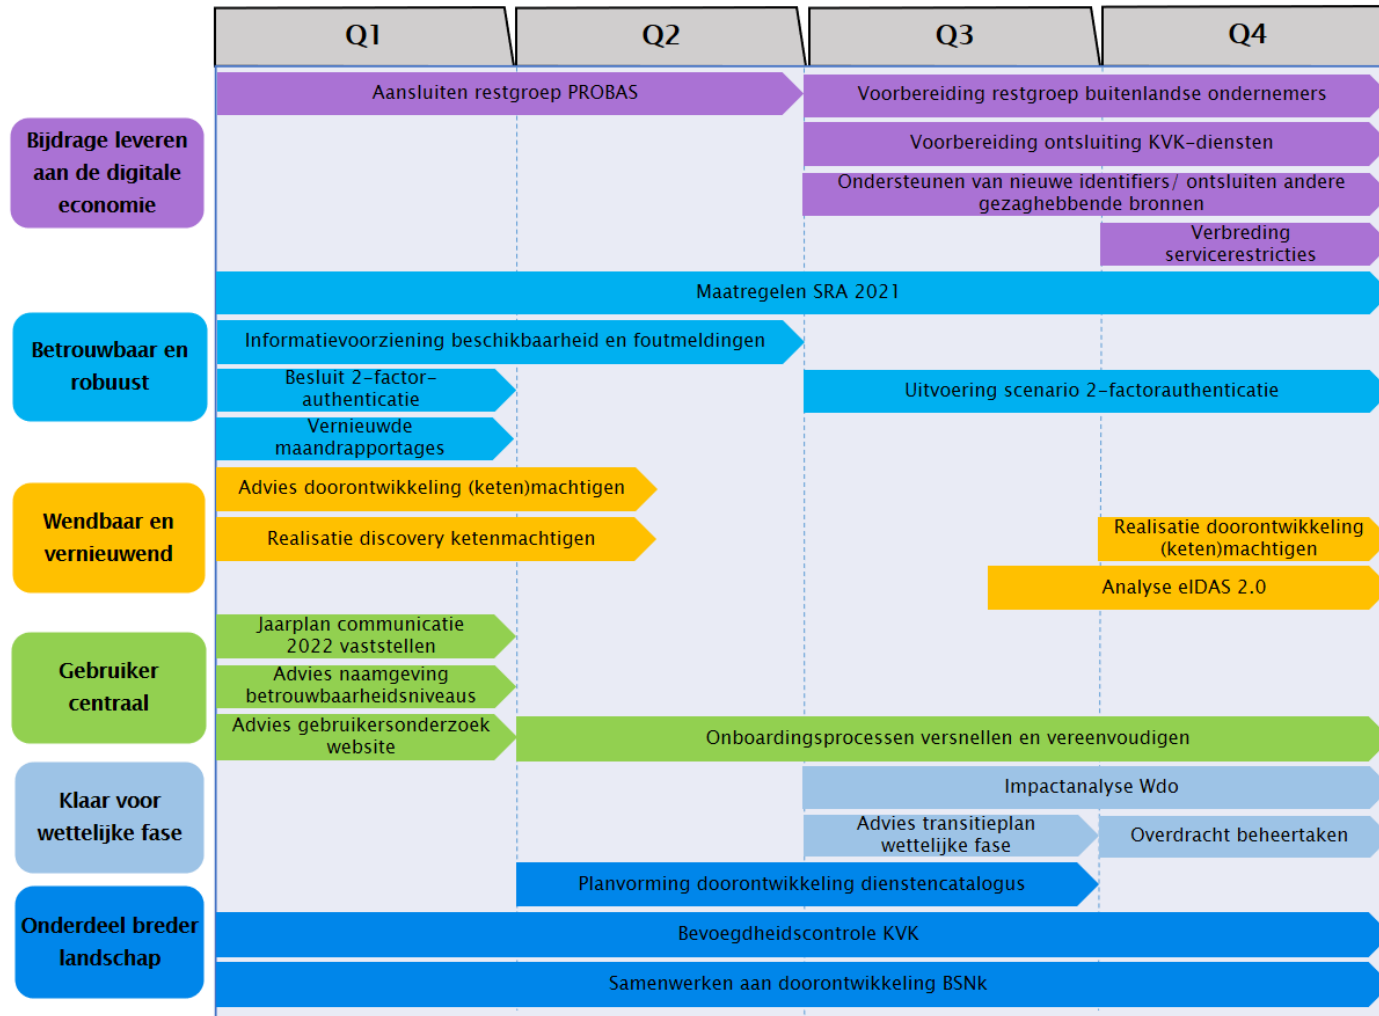 Q1
Q2
Q3
Q4
Bijdrage leveren
aan de digitale
economie
Aansluiten restgroep PROBAS
Voorbereiding restgroep buitenlandse ondernemers
Voorbereiding ontsluiting KVK-diensten
Ondersteunen van nieuwe identifiers/ ontsluiten andere
gezaghebbende bronnen
Verbreding
servicerestricties
Betrouwbaar en
robuust
Maatregelen SRA 2021
Informatievoorziening beschikbaarheid en foutmeldingen
Besluit 2-factor-
authenticatie
Uitvoering scenario 2-factorauthenticatie
Vernieuwde
maandrapportages
Wendbaar en
vernieuwend
Advies doorontwikkeling (keten)machtigen
Realisatie discovery ketenmachtigen
Realisatie doorontwikkeling
(keten)machtigen
Analyse eIDAS 2.0
Gebruiker
centraal
Jaarplan communicatie
2022 vaststellen
Advies naamgeving
betrouwbaarheidsniveaus
Advies gebruikersonderzoek
website
Onboardingsprocessen versnellen en vereenvoudigen
Klaar voor
wettelijke fase
Impactanalyse Wdo
Advies transitieplan
wettelijke fase
Overdracht beheertaken
Onderdeel breder
landschap
Planvorming doorontwikkeling dienstencatalogus
Bevoegdheidscontrole KVK
Samenwerken aan doorontwikkeling BSNk